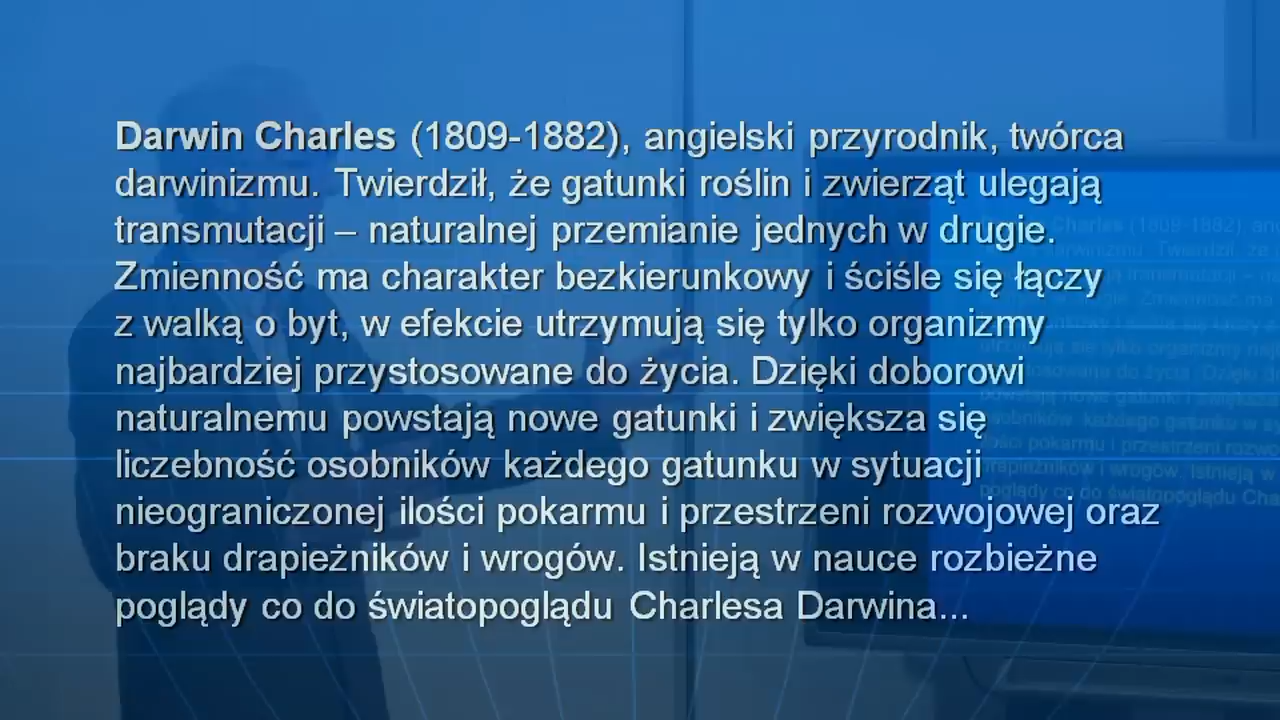 Darwin Charles (1809-1882), angielski przyrodnik, twórca
darwinizmu. Twierdził, że gatunki roślin i zwierząt ulegają
transmutacji – naturalnej przemianie jednych w drugie.
Zmienność ma charakter bezkierunkowy i ściśle się łączy
z walką o byt, w efekcie utrzymują się tylko organizmy
najbardziej przystosowane do życia. Dzięki doborowi
naturalnemu powstają nowe gatunki i zwiększa się
liczebność osobników każdego gatunku w sytuacji
nieograniczonej ilości pokarmu i przestrzeni rozwojowej oraz
braku drapieżników i wrogów. Istnieją w nauce rozbieżne
poglądy co do światopoglądu Charlesa Darwina...